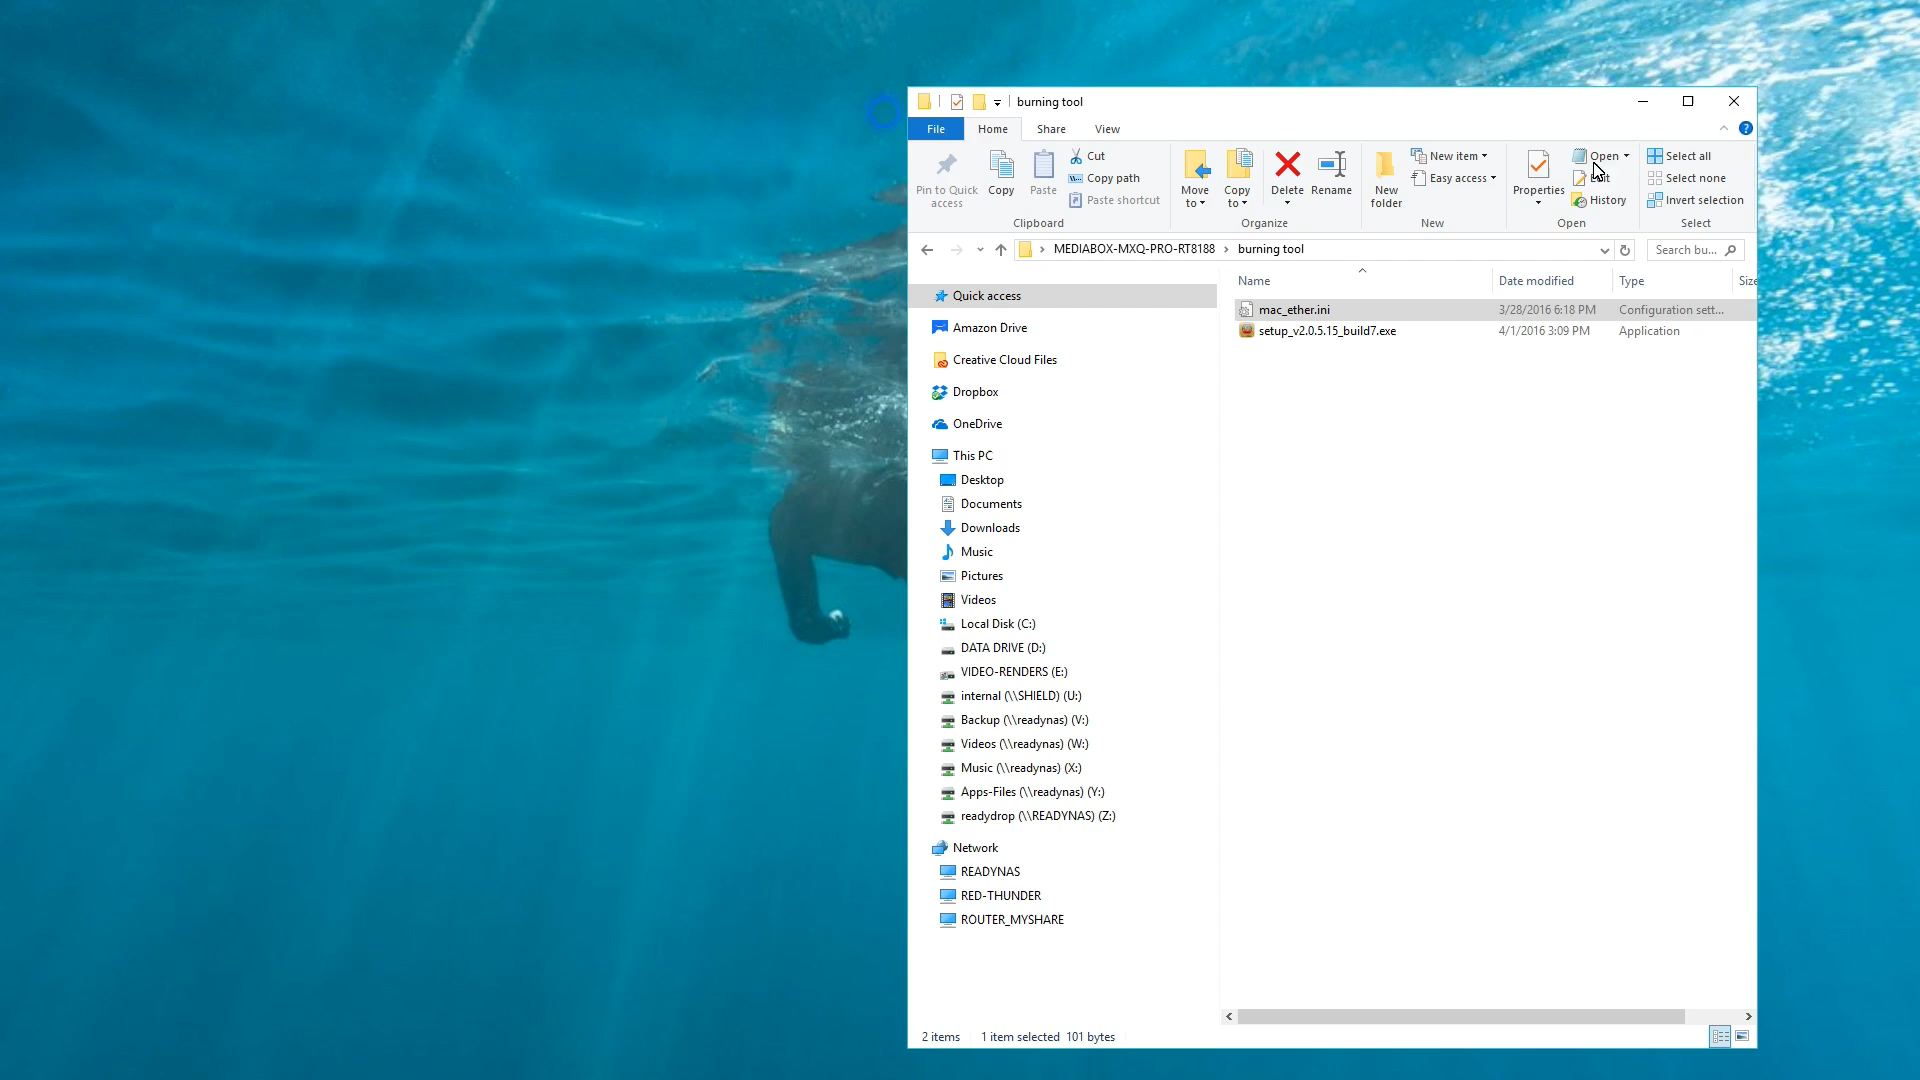 burning tool
File Home Share View
Pin to Quick access
Copy
Paste
Cut
Copy path
Paste shortcut
Clipboard
Move to
Copy to
Delete
Rename
Organize
New folder
New item
Easy access
New
Properties
Open
History
Open
Select all
Select none
Invert selection
Select
MEDIABOX-MXQ-PRO-RT8188 burning tool
Search bu...
Name Date modified Type Size
mac_ether.ini 3/28/2016 6:18 PM Configuration sett...
setup_v2.0.5.15_build7.exe 4/1/2016 3:09 PM Application
Quick access
Amazon Drive
Creative Cloud Files
Dropbox
OneDrive
This PC
Desktop
Documents
Downloads
Music
Pictures
Videos
Local Disk (C:)
DATA DRIVE (D:)
VIDEO-RENDERS (E:)
internal (\\SHIELD) (U:)
Backup (\\readynas) (V:)
Videos (\\readynas) (W:)
Music (\\readynas) (X:)
Apps-Files (\\readynas) (Y:)
readydrop (\\READYNAS) (Z:)
Network
READYNAS
RED-THUNDER
ROUTER_MYSHARE
2 items 1 item selected 101 bytes